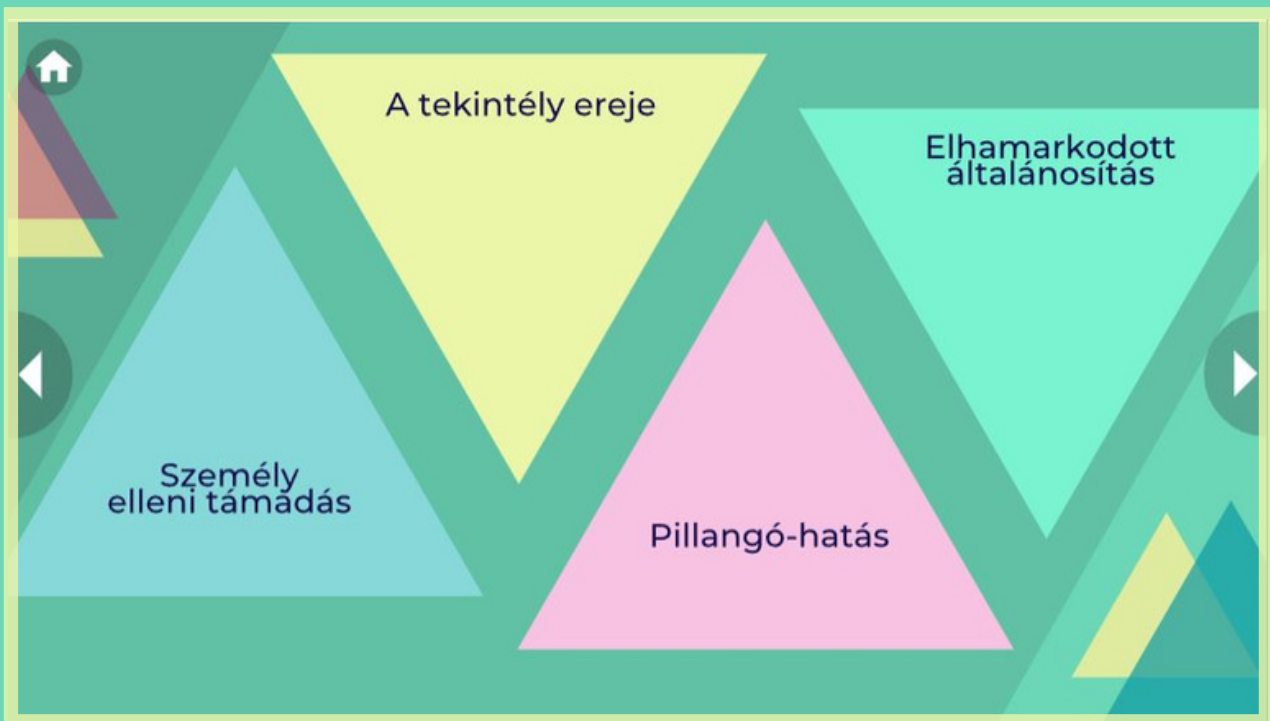 A tekintély ereje
Elhamarkodott
általánosítás
Személy
elleni támadás
Pillangó-hatás